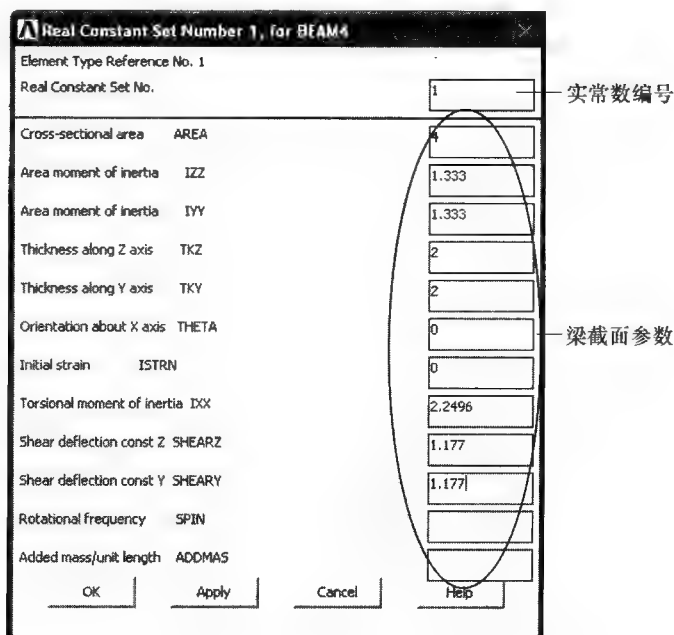 Real Constant Set Number 1, for BEAM4
Element Type Reference No. 1
Real Constant Set No. 1
实常数编号
Cross-sectional area AREA 4
Area moment of inertia IZZ 1.333
Area moment of inertia IYY 1.333
Thickness along Z axis TKZ 2
Thickness along Y axis TKY 2
Orientation about X axis THETA 0
梁截面参数
Initial strain ISTRN 0
Torsional moment of inertia IXX 2.2496
Shear deflection const Z SHEARZ 1.177
Shear deflection const Y SHEARY 1.177
Rotational frequency SPIN
Added mass/unit length ADDMAS
OK Apply Cancel Help